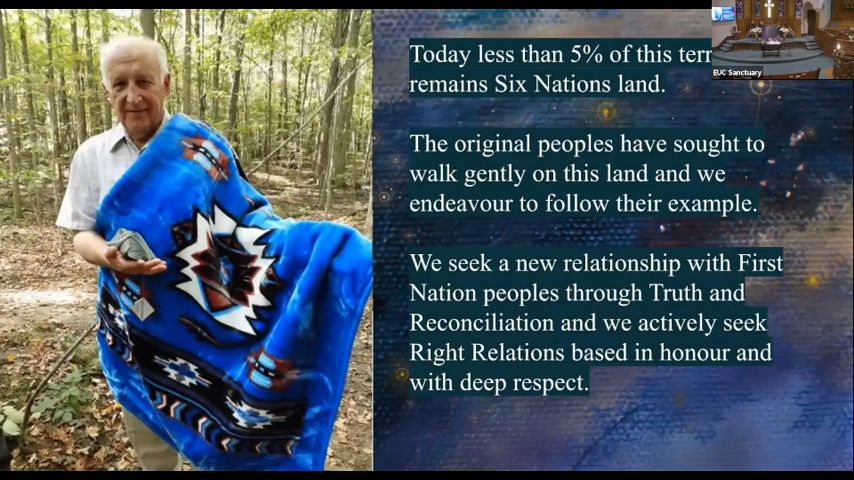 Today less than 5% of this
remains Six Nations land.
The original peoples have sought to
walk gently on this land and we
endeavour to follow their example.
We seek a new relationship with First
Nation peoples through Truth and
Reconciliation and we actively seek
Right Relations based in honour and
with deep respect.
EUC Sanctuary